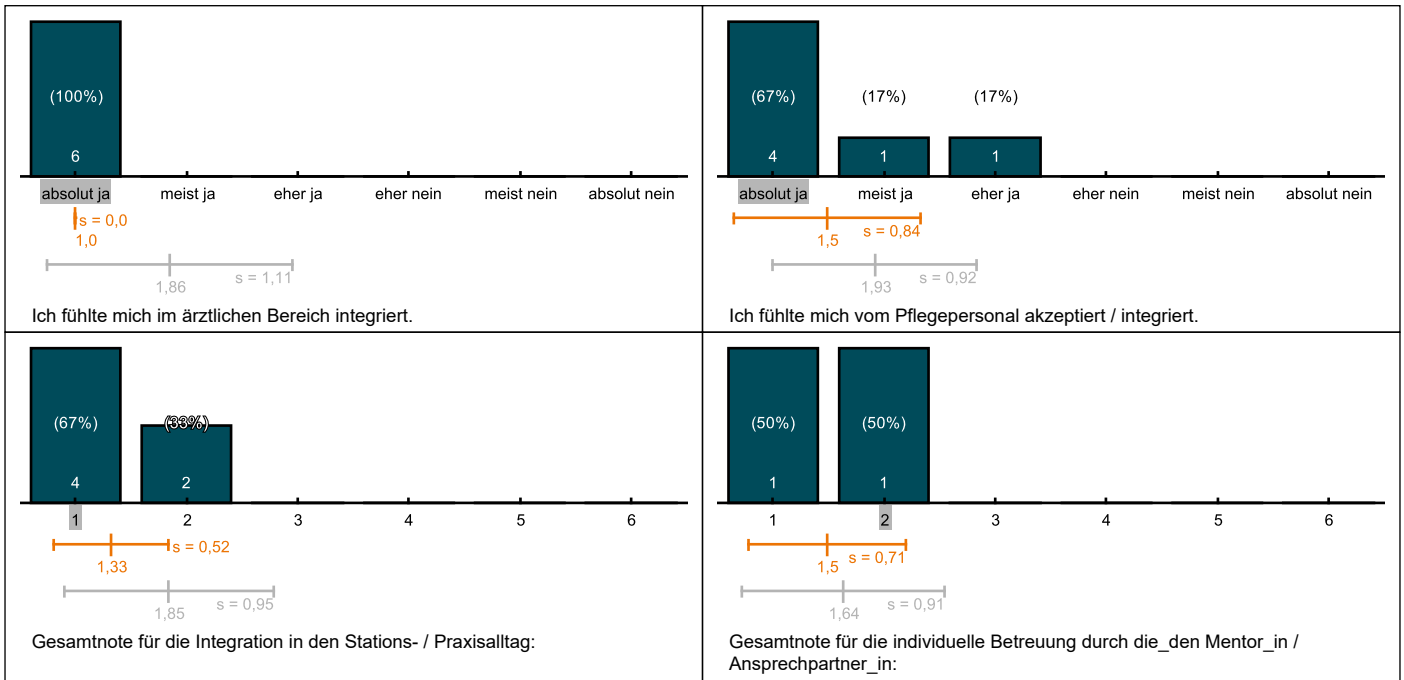 (100%)
6
absolut ja meist ja eher ja eher nein meist nein absolut nein
s = 0,0
1,0
s = 1,11
1,86
Ich fühlte mich im ärztlichen Bereich integriert.
(67%) (17%) (17%)
4 1 1
absolut ja meist ja eher ja eher nein meist nein absolut nein
s = 0,84
1,5
s = 0,92
1,93
Ich fühlte mich vom Pflegepersonal akzeptiert / integriert.
(67%) (33%)
4 2
1 2 3 4 5 6
s = 0,52
1,33
s = 0,95
1,85
Gesamtnote für die Integration in den Stations- / Praxisalltag:
(50%) (50%)
1 1
1 2 3 4 5 6
s = 0,71
1,5
s = 0,91
1,64
Gesamtnote für die individuelle Betreuung durch die_den Mentor_in /
Ansprechpartner_in: